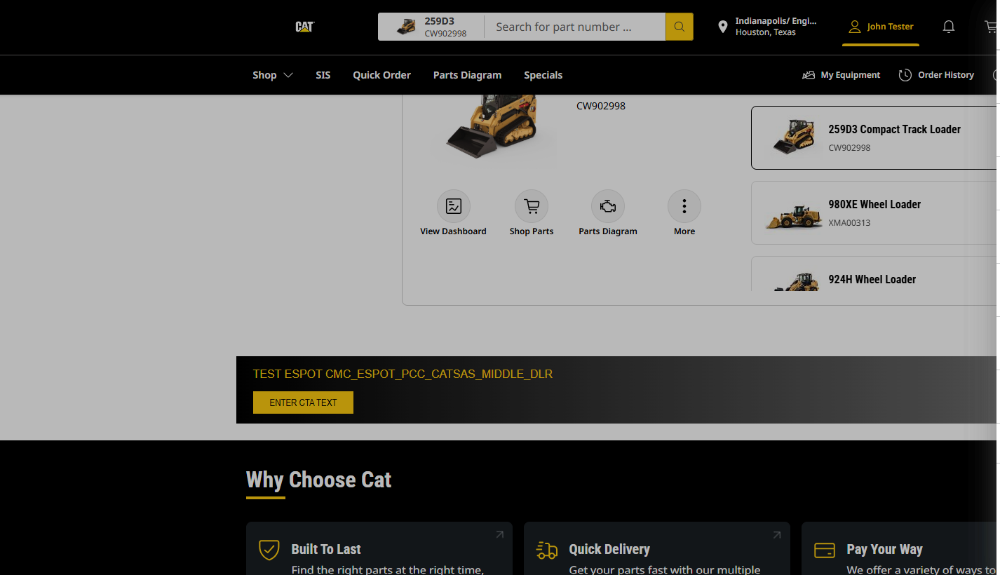 CAT
259D3
CW902998
Search for part number ...
Indianapolis/ Engi...
Houston, Texas
John Tester
Shop
SIS
Quick Order
Parts Diagram
Specials
My Equipment
Order History
CW902998
259D3 Compact Track Loader
CW902998
980XE Wheel Loader
XMA00313
924H Wheel Loader
View Dashboard
Shop Parts
Parts Diagram
More
TEST ESPOT CMC_ESPOT_PCC_CATSAS_MIDDLE_DLR
ENTER CTA TEXT
Why Choose Cat
Built To Last
Find the right parts at the right time,
Quick Delivery
Get your parts fast with our multiple
Pay Your Way
We offer a variety of ways to